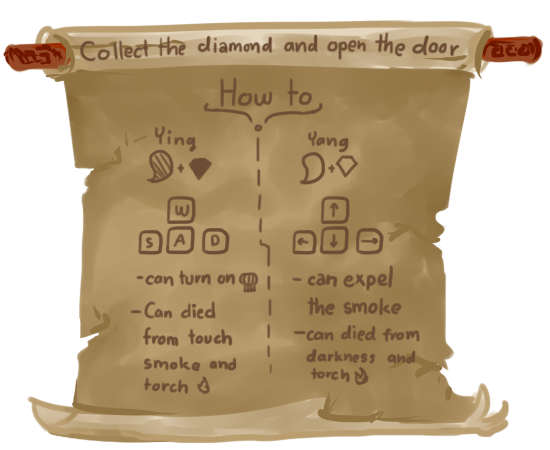 Collect the diamond and open the door
How to
Ying
+
W
S A D
-can turn on
-Can died
from touch
smoke and
torch
Yang
+
↑
← ↓ →
- can expel
the smoke
-can died from
darkness and
torch